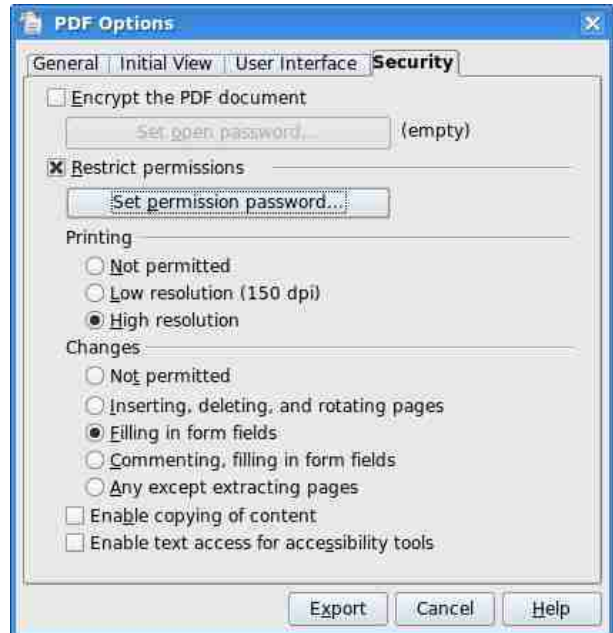 PDF Options
General Initial View User Interface Security
Encrypt the PDF document
Set open password... (empty)
Restrict permissions
Set permission password...
Printing
Not permitted
Low resolution (150 dpi)
High resolution
Changes
Not permitted
Inserting, deleting, and rotating pages
Filling in form fields
Commenting, filling in form fields
Any except extracting pages
Enable copying of content
Enable text access for accessibility tools
Export Cancel Help